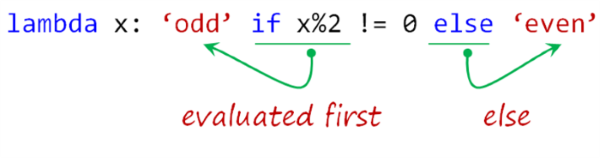 lambda x: ‘odd’ if x%2 != 0 else ‘even’
evaluated first else